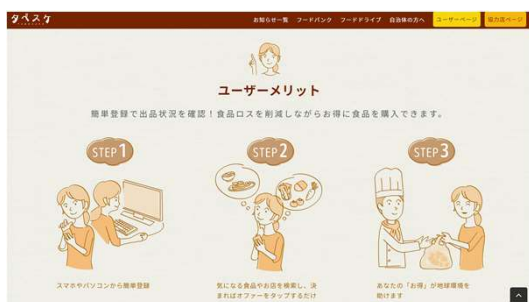 タベスケ
お知らせ一覧 フードバンク フードドライブ 自治体の方へ ユーザーページ 協力店ページ
ユーザーメリット
簡単登録で出品状況を確認！食品ロスを削減しながらお得に食品を購入できます。
STEP 1
STEP 2
STEP 3
スマホやパソコンから簡単登録
気になる食品やお店を検索し、決
まればオファーをタップするだけ
あなたの「お得」が地球環境を
助けます